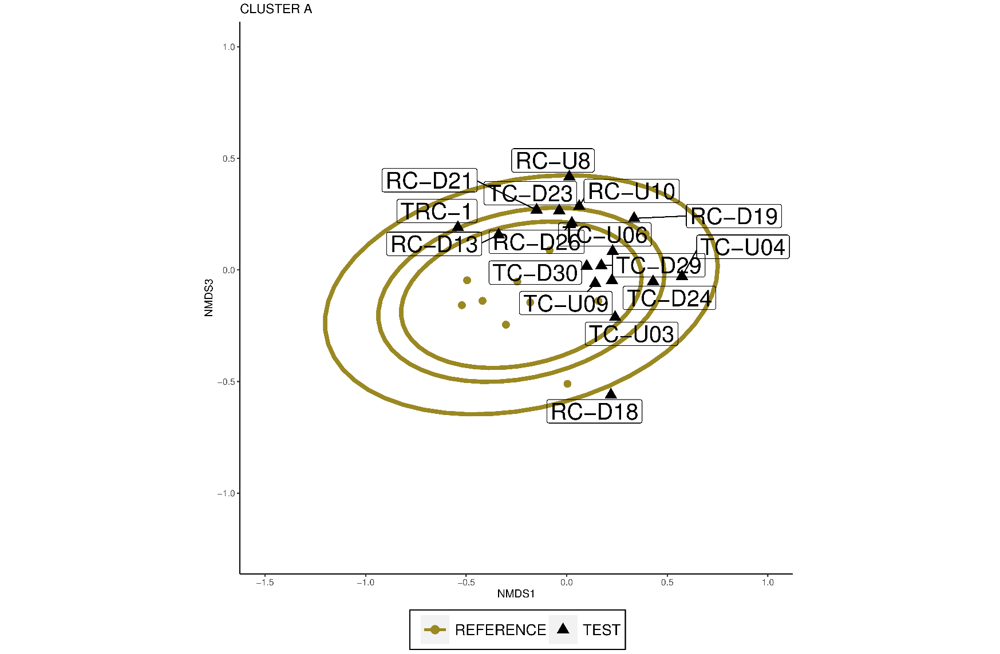 CLUSTER A
1.0
0.5
0.0
−0.5
−1.0
NMDS3
RC−U8
RC−D21
TC−D23
RC−U10
TRC−1
RC−D19
RC−D13
RC−D26
TC−U06
TC−U04
TC−D30
TC−D29
TC−U09
TC−D24
TC−U03
RC−D18
−1.5
−1.0
−0.5
0.0
0.5
1.0
NMDS1
REFERENCE
TEST